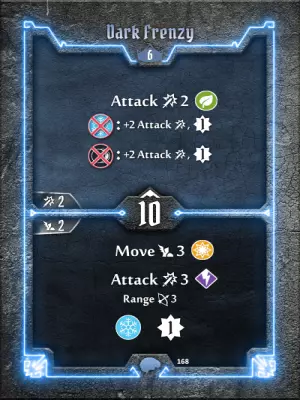 Dark Frenzy
6
Attack 2
: +2 Attack , 1
: +2 Attack , 1
2
10
2
Move 3
Attack 3
Range 3
1
168